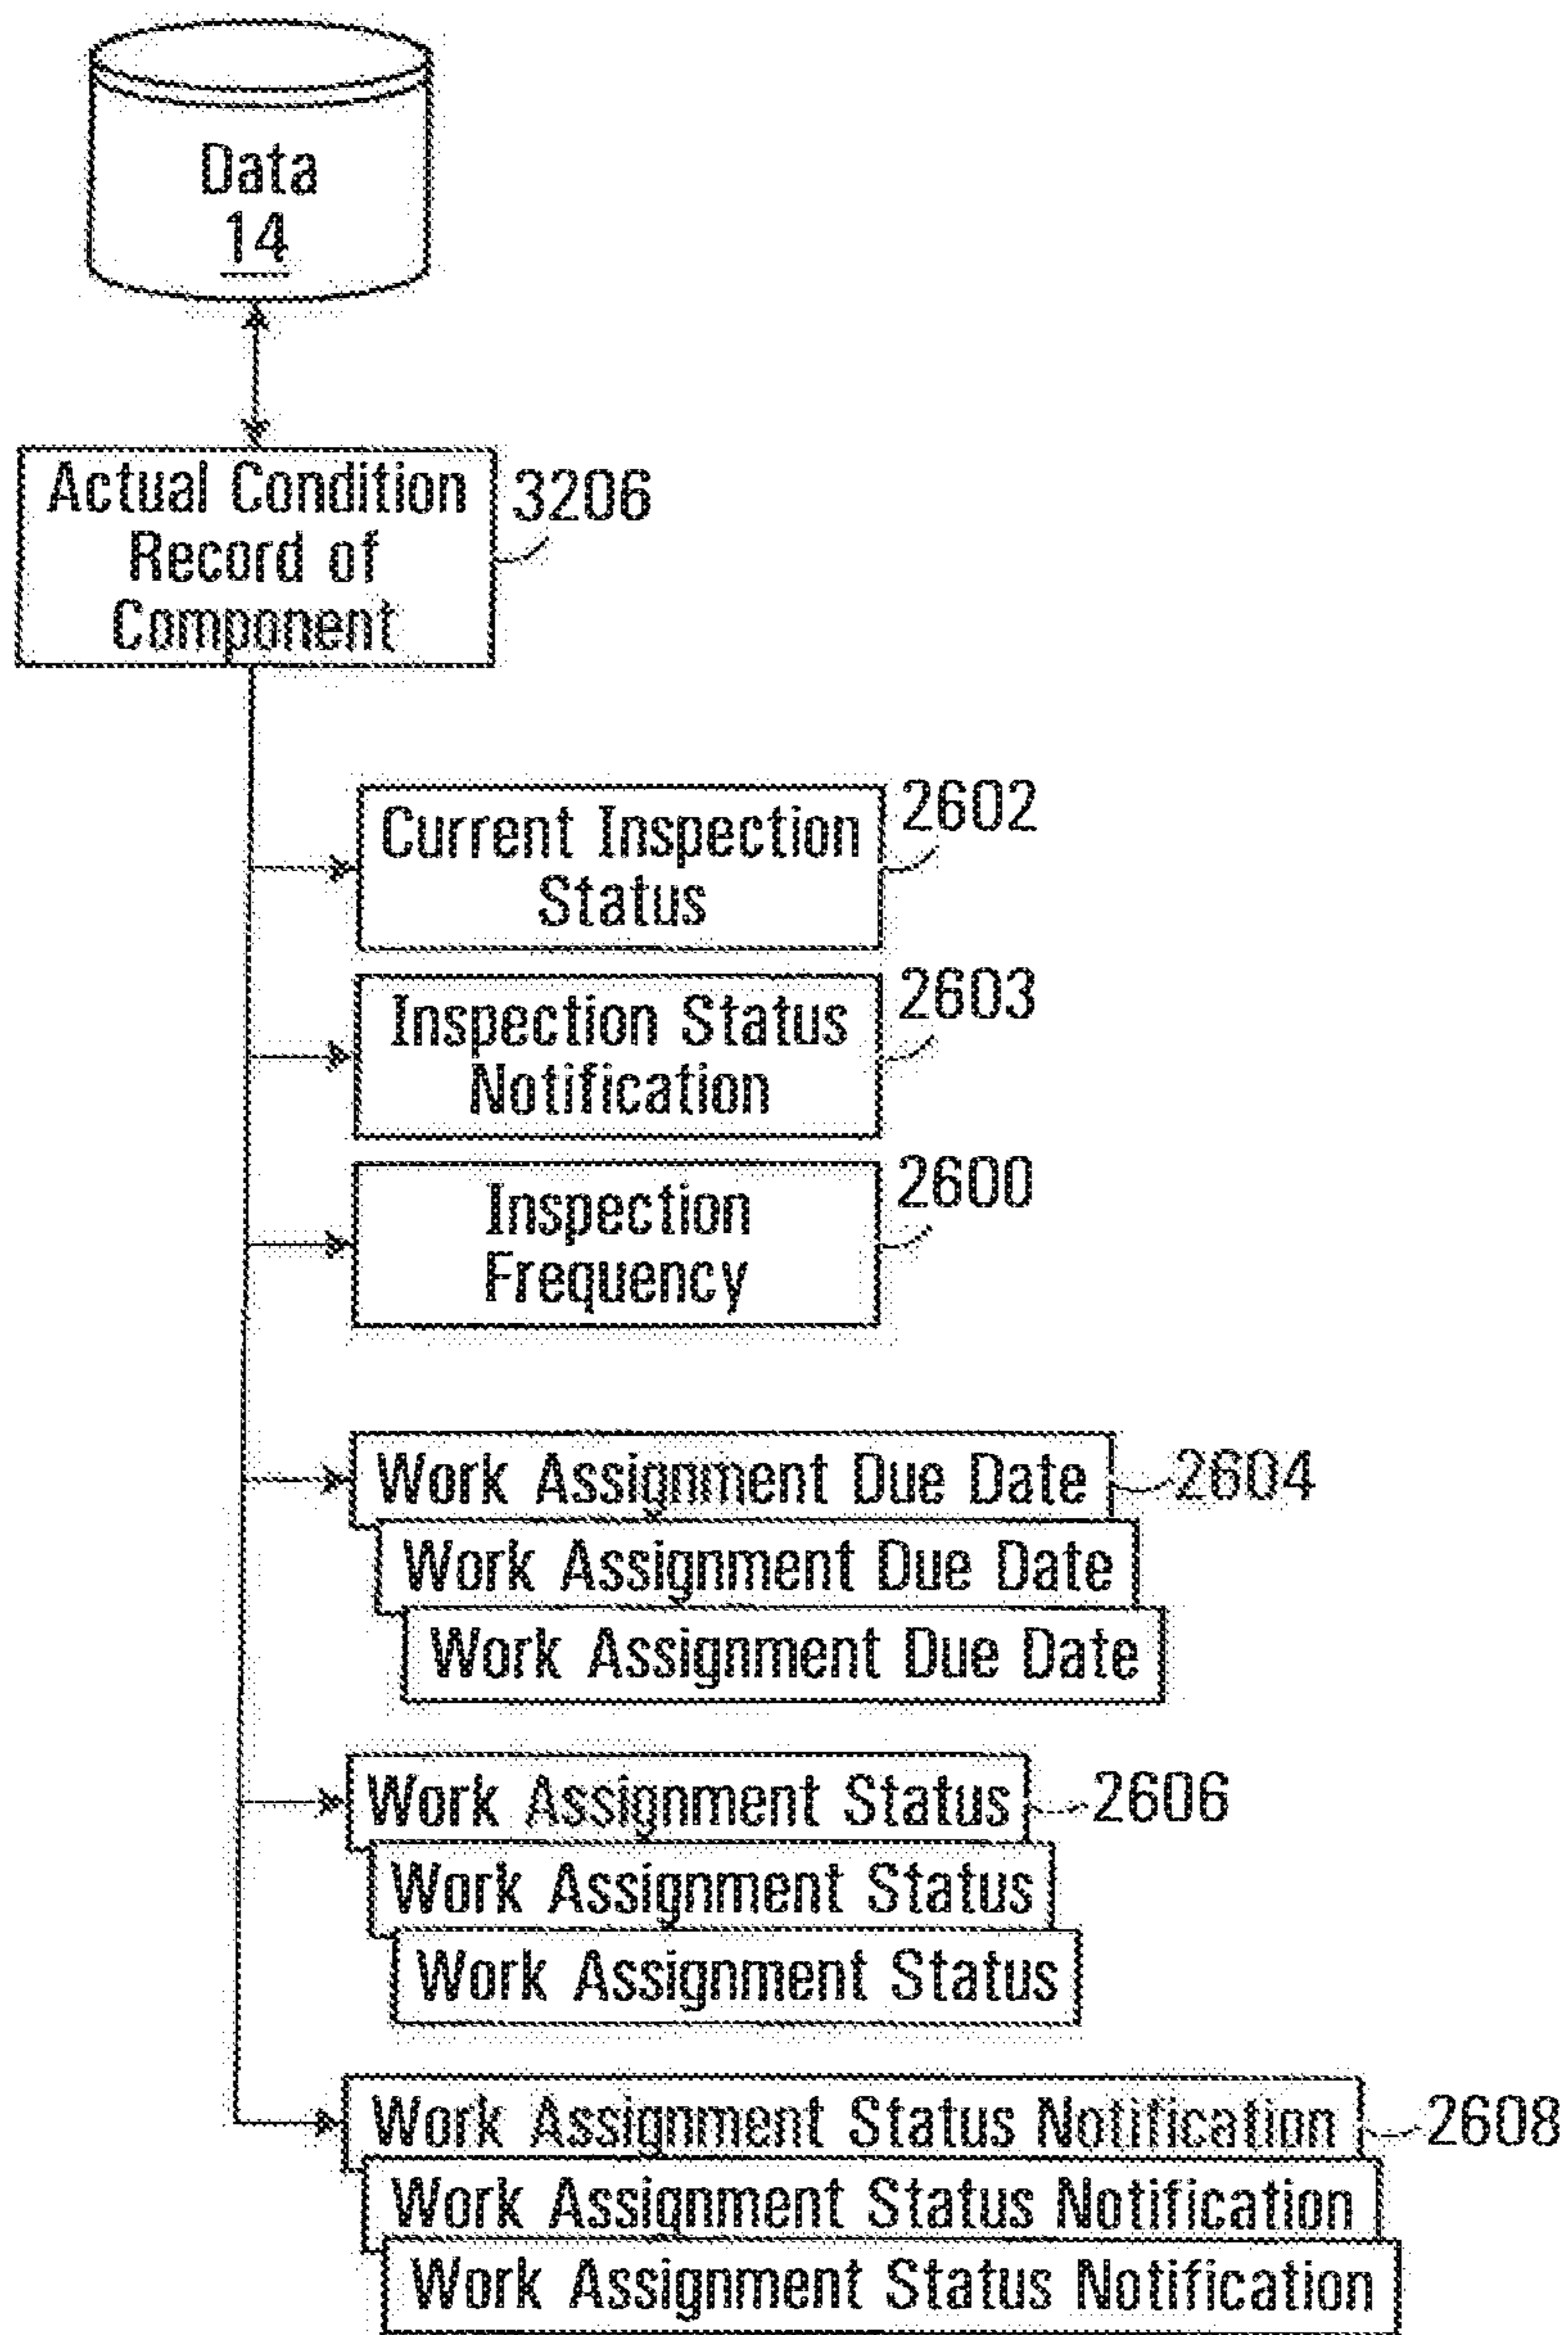 Data
14
Actual Condition
Record of
Component
3206
Current Inspection
Status
2602
Inspection Status
Notification
2603
Inspection
Frequency
2600
Work Assignment Due Date
2604
Work Assignment Due Date
Work Assignment Due Date
Work Assignment Status
2606
Work Assignment Status
Work Assignment Status
Work Assignment Status Notification
2608
Work Assignment Status Notification
Work Assignment Status Notification